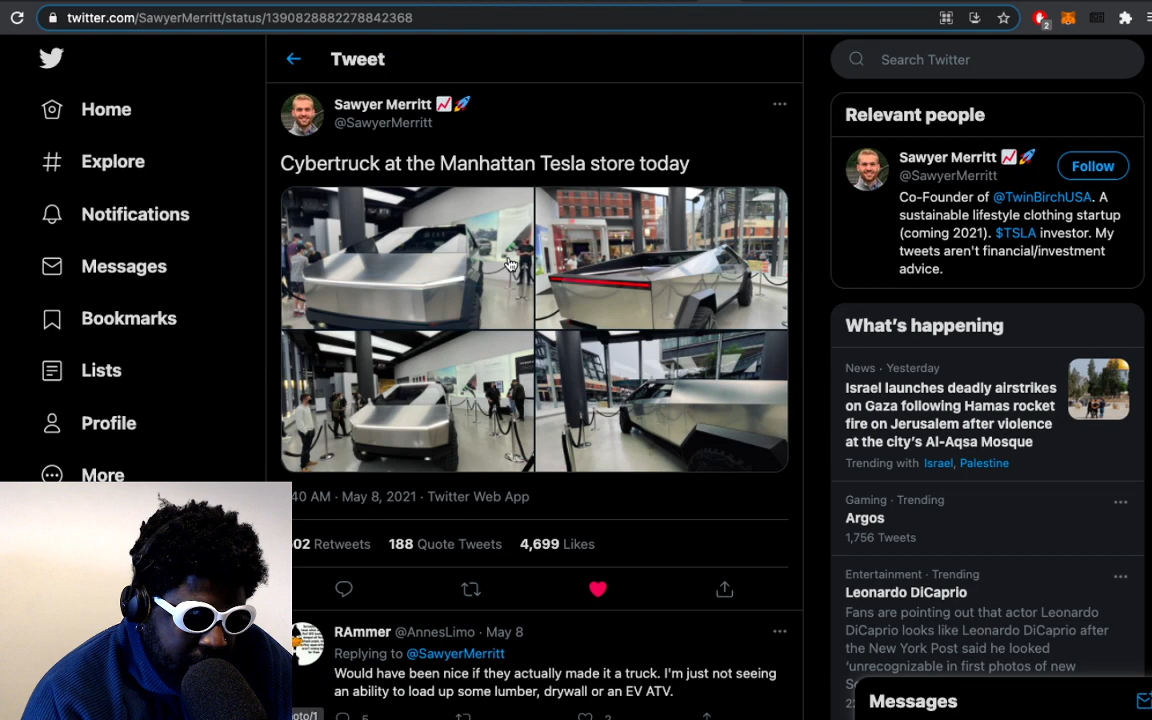 twitter.com/SawyerMerritt/status/1390828882278842368
2
Home
Explore
Notifications
Messages
Bookmarks
Lists
Profile
More
Tweet
Sawyer Merritt 📈🚀
@SawyerMerritt
Cybertruck at the Manhattan Tesla store today
40 AM · May 8, 2021 · Twitter Web App
02 Retweets 188 Quote Tweets 4,699 Likes
RAmmer @AnnesLimo · May 8
Replying to @SawyerMerritt
Would have been nice if they actually made it a truck. I'm just not seeing
an ability to load up some lumber, drywall or an EV ATV.
oto/1
5
2
Search Twitter
Relevant people
Sawyer Merritt 📈🚀
@SawyerMerritt
Follow
Co-Founder of @TwinBirchUSA. A
sustainable lifestyle clothing startup
(coming 2021). $TSLA investor. My
tweets aren't financial/investment
advice.
What's happening
News · Yesterday
Israel launches deadly airstrikes
on Gaza following Hamas rocket
fire on Jerusalem after violence
at the city's Al-Aqsa Mosque
Trending with Israel, Palestine
Gaming · Trending
Argos
1,756 Tweets
Entertainment · Trending
Leonardo DiCaprio
Fans are pointing out that actor Leonardo
DiCaprio looks like Leonardo DiCaprio after
the New York Post said he looked
'unrecognizable in first photos of new
Messages